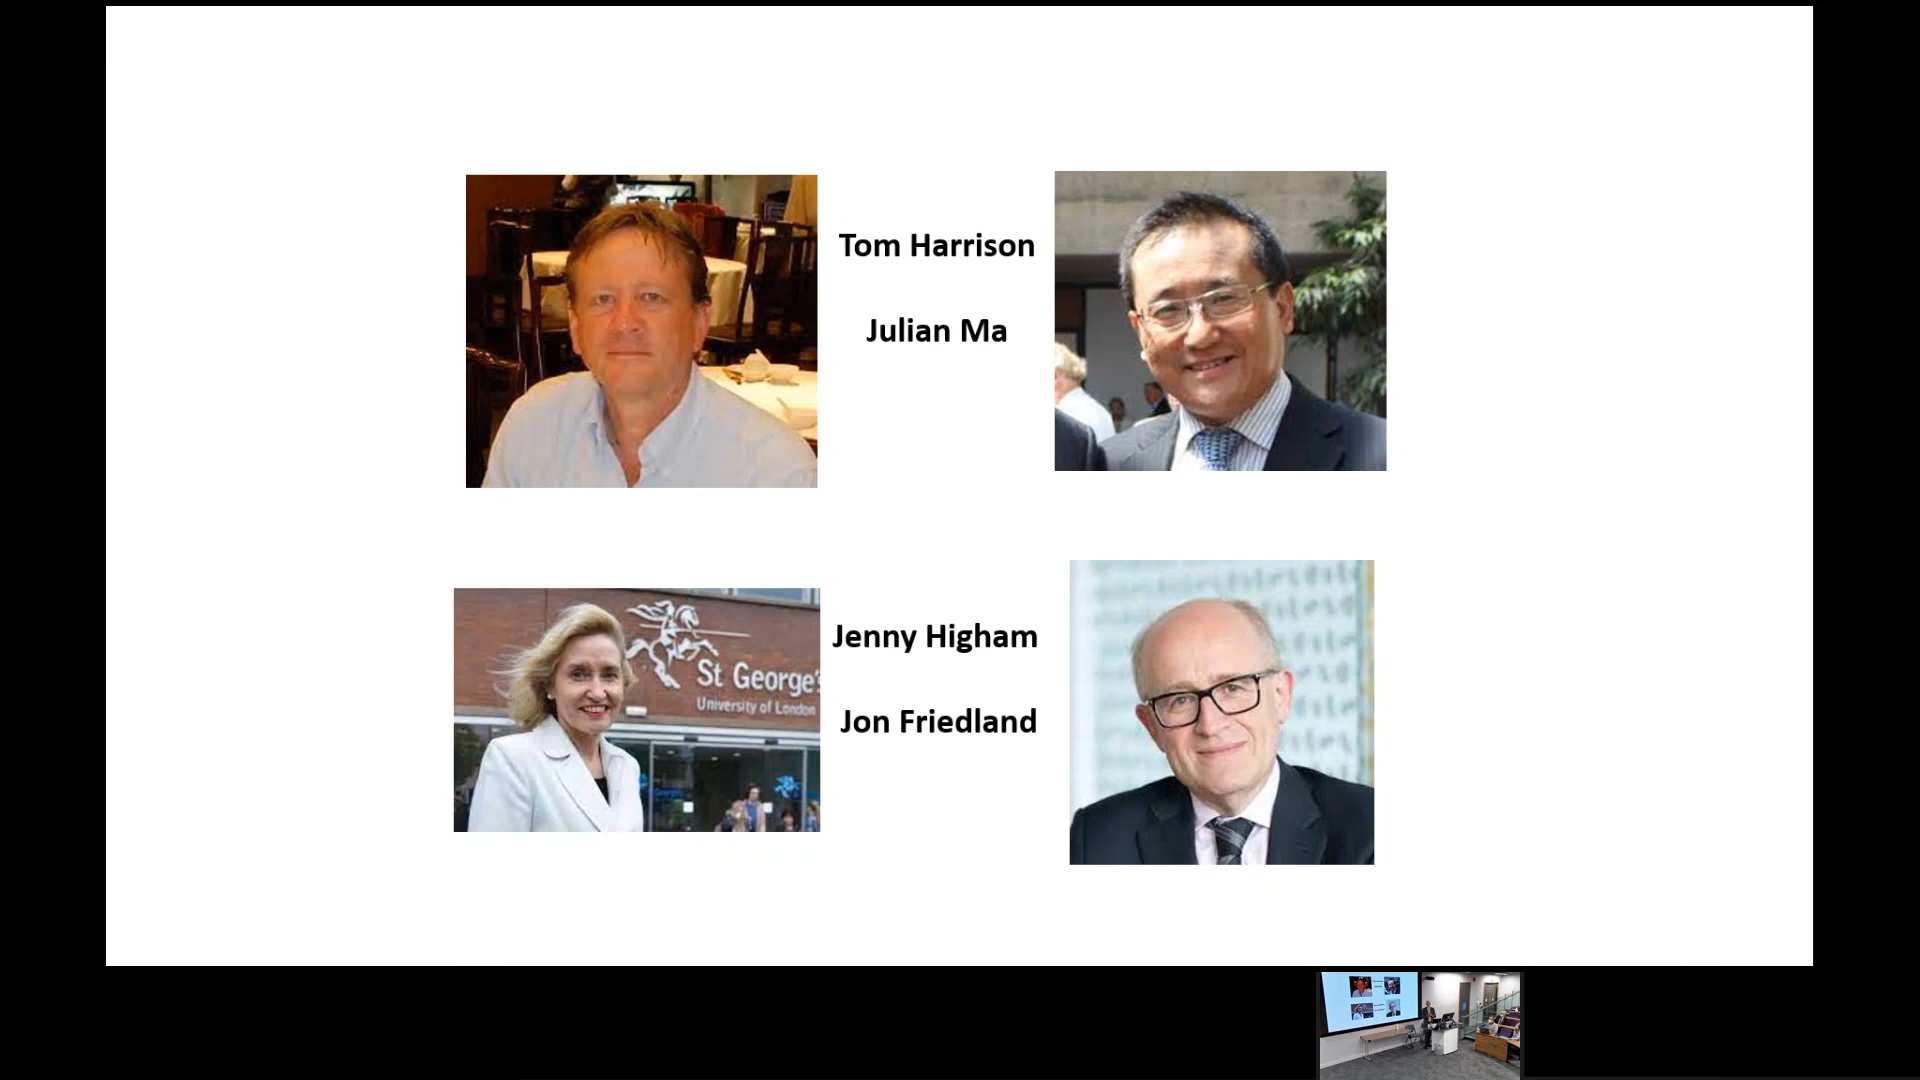 Tom Harrison
Julian Ma
St George's
University of London
Jenny Higham
Jon Friedland